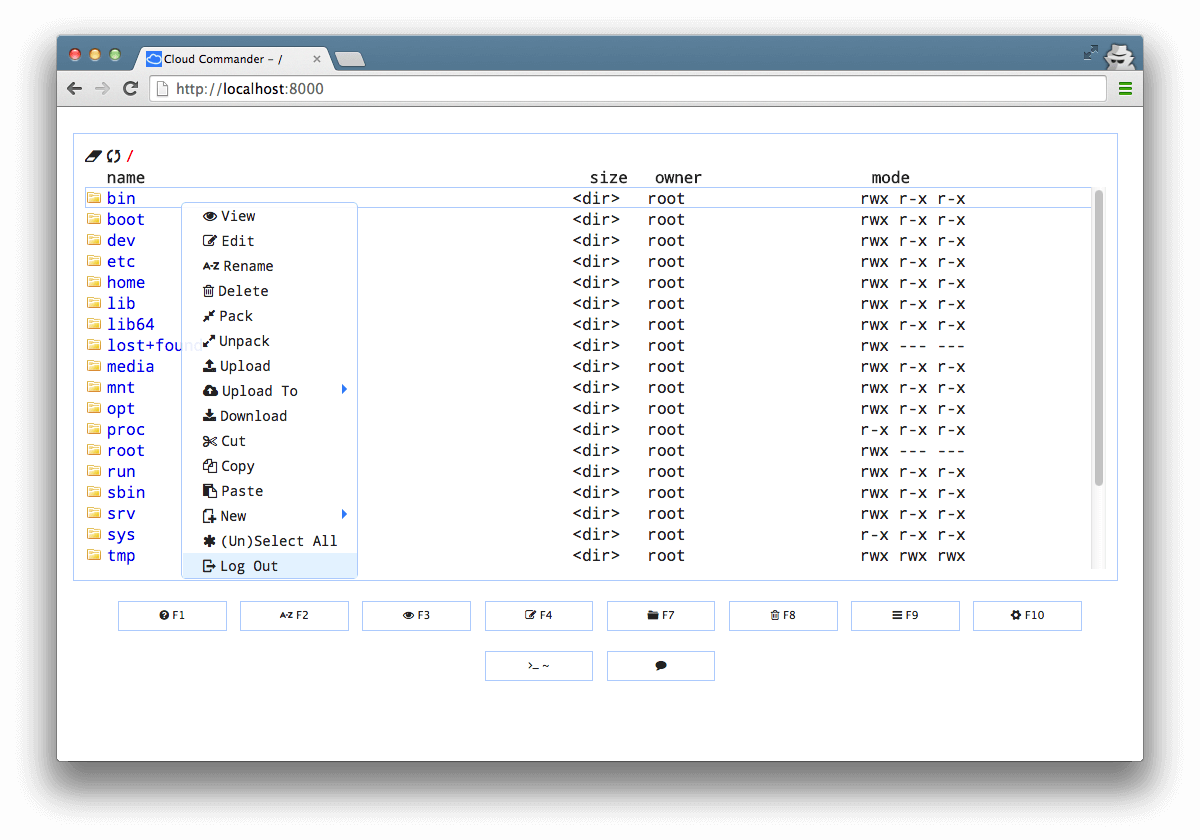 Cloud Commander – /
http://localhost:8000
/
name size owner mode
bin <dir> root rwx r-x r-x
boot <dir> root rwx r-x r-x
dev <dir> root rwx r-x r-x
etc <dir> root rwx r-x r-x
home <dir> root rwx r-x r-x
lib <dir> root rwx r-x r-x
lib64 <dir> root rwx r-x r-x
lost+found <dir> root rwx --- ---
media <dir> root rwx r-x r-x
mnt <dir> root rwx r-x r-x
opt <dir> root rwx r-x r-x
proc <dir> root r-x r-x r-x
root <dir> root rwx --- ---
run <dir> root rwx r-x r-x
sbin <dir> root rwx r-x r-x
srv <dir> root rwx r-x r-x
sys <dir> root r-x r-x r-x
tmp <dir> root rwx rwx rwx
View
Edit
A-Z Rename
Delete
Pack
Unpack
Upload
Upload To
Download
Cut
Copy
Paste
New
(Un)Select All
Log Out
F1 A-Z F2 F3 F4 F7 F8 F9 F10
>_ ~